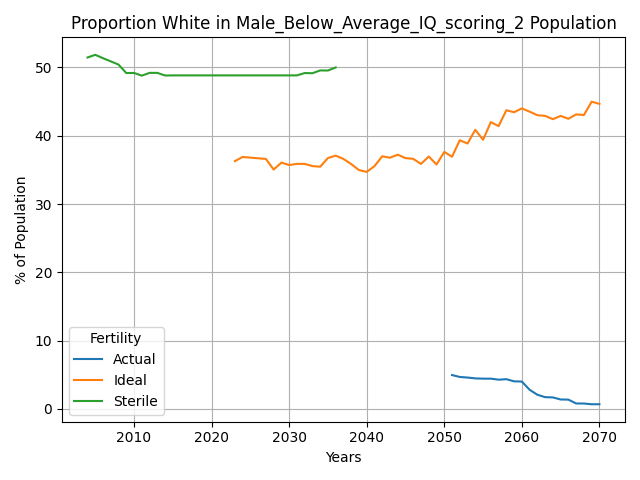 Proportion White in Male_Below_Average_IQ_scoring_2 Population
% of Population
50
40
30
20
10
0
Fertility
Actual
Ideal
Sterile
2010 2020 2030 2040 2050 2060 2070
Years